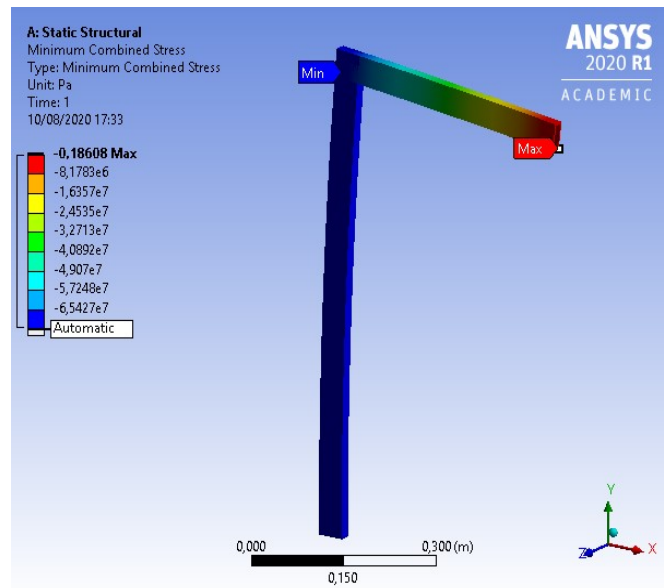 A: Static Structural
Minimum Combined Stress
Type: Minimum Combined Stress
Unit: Pa
Time: 1
10/08/2020 17:33
ANSYS
2020 R1
ACADEMIC
-0,18608 Max
-8,1783e6
-1,6357e7
-2,4535e7
-3,2713e7
-4,0892e7
-4,907e7
-5,7248e7
-6,5427e7
Automatic
Min
Max
0,000
0,300 (m)
0,150
Y
Z
X